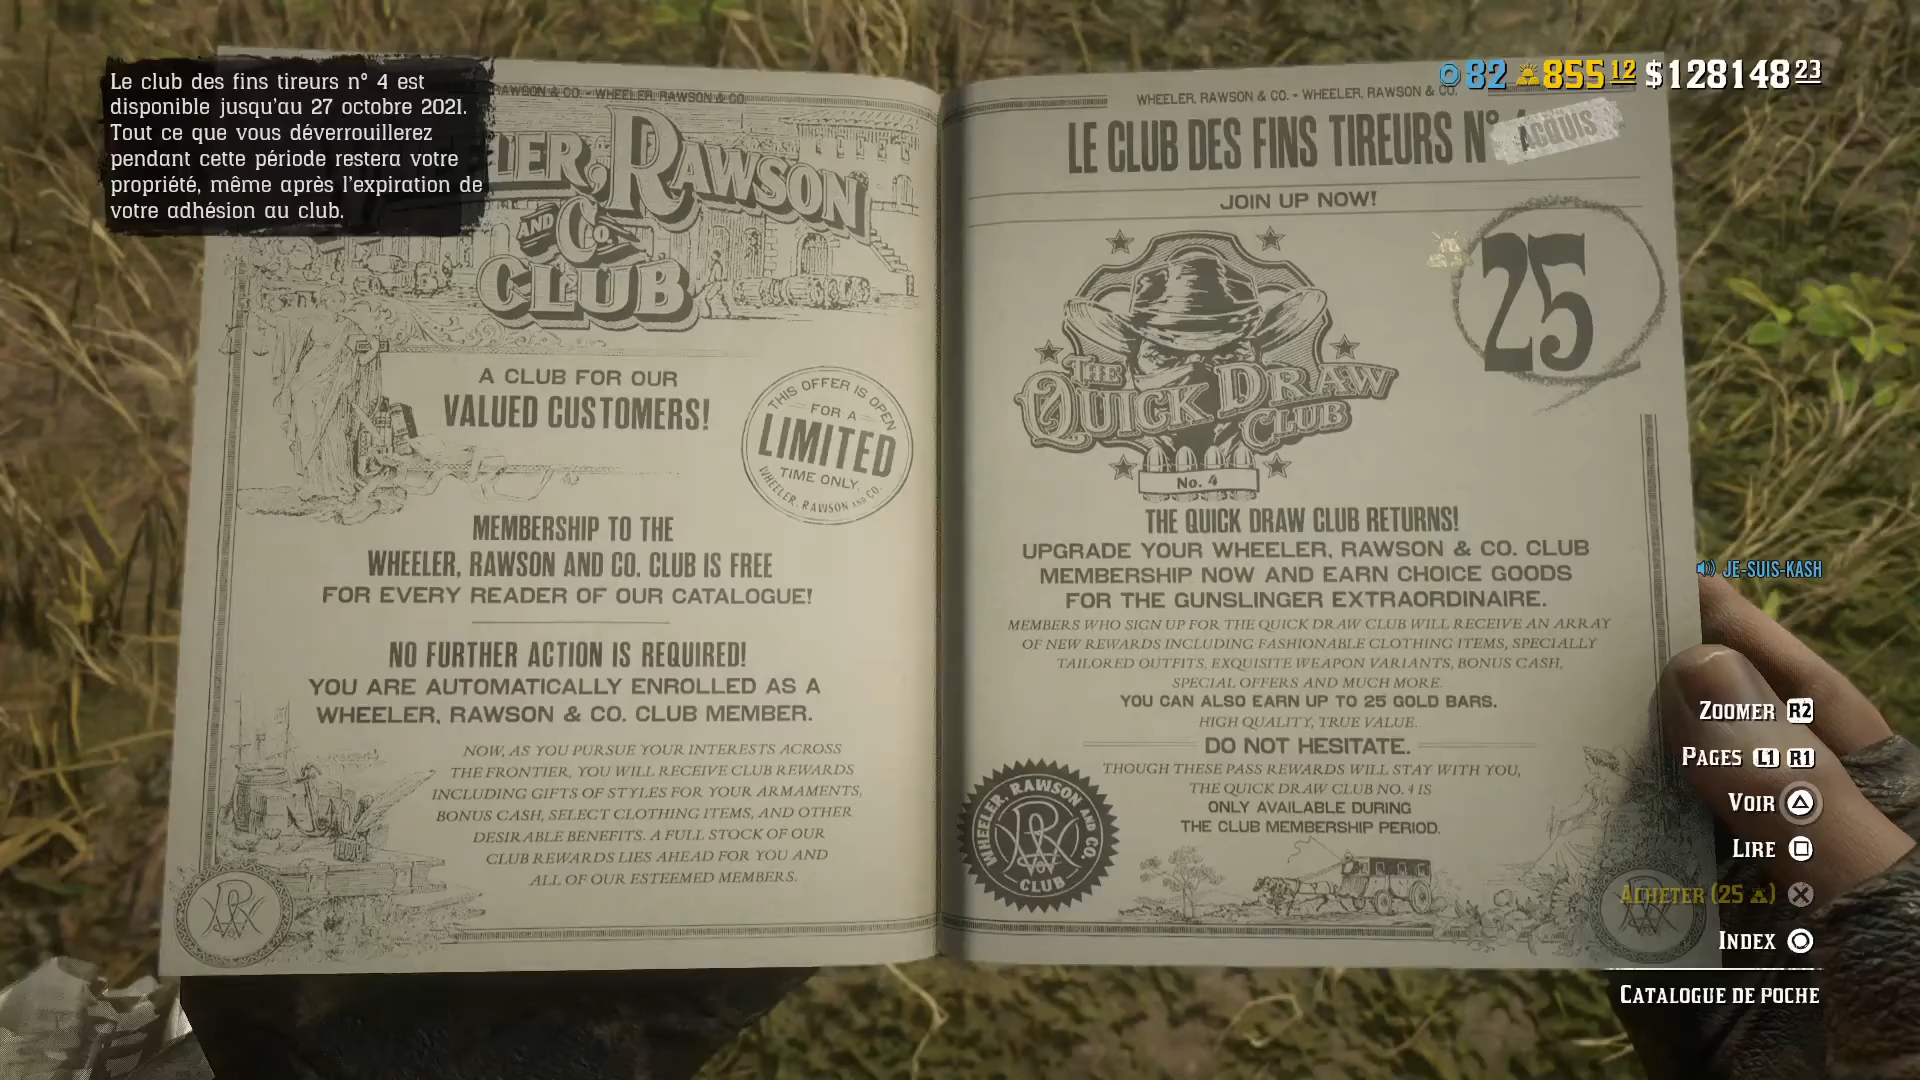 Le club des fins tireurs n° 4 est
disponible jusqu'au 27 octobre 2021.
Tout ce que vous déverrouillerez
pendant cette période restera votre
propriété, même après l'expiration de
votre adhésion au club.
82 855 12 $128148 23
RAWSON & CO. • WHEELER, RAWSON & CO.
RAWSON
AND CO.
CLUB
A CLUB FOR OUR
VALUED CUSTOMERS!
THIS OFFER IS OPEN
FOR A
LIMITED
TIME ONLY
WHEELER, RAWSON AND CO.
MEMBERSHIP TO THE
WHEELER, RAWSON AND CO. CLUB IS FREE
FOR EVERY READER OF OUR CATALOGUE!
NO FURTHER ACTION IS REQUIRED!
YOU ARE AUTOMATICALLY ENROLLED AS A
WHEELER, RAWSON & CO. CLUB MEMBER.
NOW, AS YOU PURSUE YOUR INTERESTS ACROSS
THE FRONTIER, YOU WILL RECEIVE CLUB REWARDS
INCLUDING GIFTS OF STYLES FOR YOUR ARMAMENTS,
BONUS CASH, SELECT CLOTHING ITEMS, AND OTHER
DESIRABLE BENEFITS. A FULL STOCK OF OUR
CLUB REWARDS LIES AHEAD FOR YOU AND
ALL OF OUR ESTEEMED MEMBERS.
WHEELER, RAWSON & CO. • WHEELER, RAWSON & CO.
LE CLUB DES FINS TIREURS N°
ACQUIS
JOIN UP NOW!
25
THE
QUICK DRAW
CLUB
No. 4
THE QUICK DRAW CLUB RETURNS!
UPGRADE YOUR WHEELER, RAWSON & CO. CLUB
MEMBERSHIP NOW AND EARN CHOICE GOODS
FOR THE GUNSLINGER EXTRAORDINAIRE.
MEMBERS WHO SIGN UP FOR THE QUICK DRAW CLUB WILL RECEIVE AN ARRAY
OF NEW REWARDS INCLUDING FASHIONABLE CLOTHING ITEMS, SPECIALLY
TAILORED OUTFITS, EXQUISITE WEAPON VARIANTS, BONUS CASH,
SPECIAL OFFERS AND MUCH MORE.
YOU CAN ALSO EARN UP TO 25 GOLD BARS.
HIGH QUALITY, TRUE VALUE.
DO NOT HESITATE.
THOUGH THESE PASS REWARDS WILL STAY WITH YOU,
THE QUICK DRAW CLUB NO. 4 IS
ONLY AVAILABLE DURING
THE CLUB MEMBERSHIP PERIOD.
WHEELER, RAWSON AND CO.
CLUB
JE-SUIS-KASH
ZOOMER R2
PAGES L1 R1
VOIR
LIRE
ACHETER (25)
INDEX
CATALOGUE DE POCHE